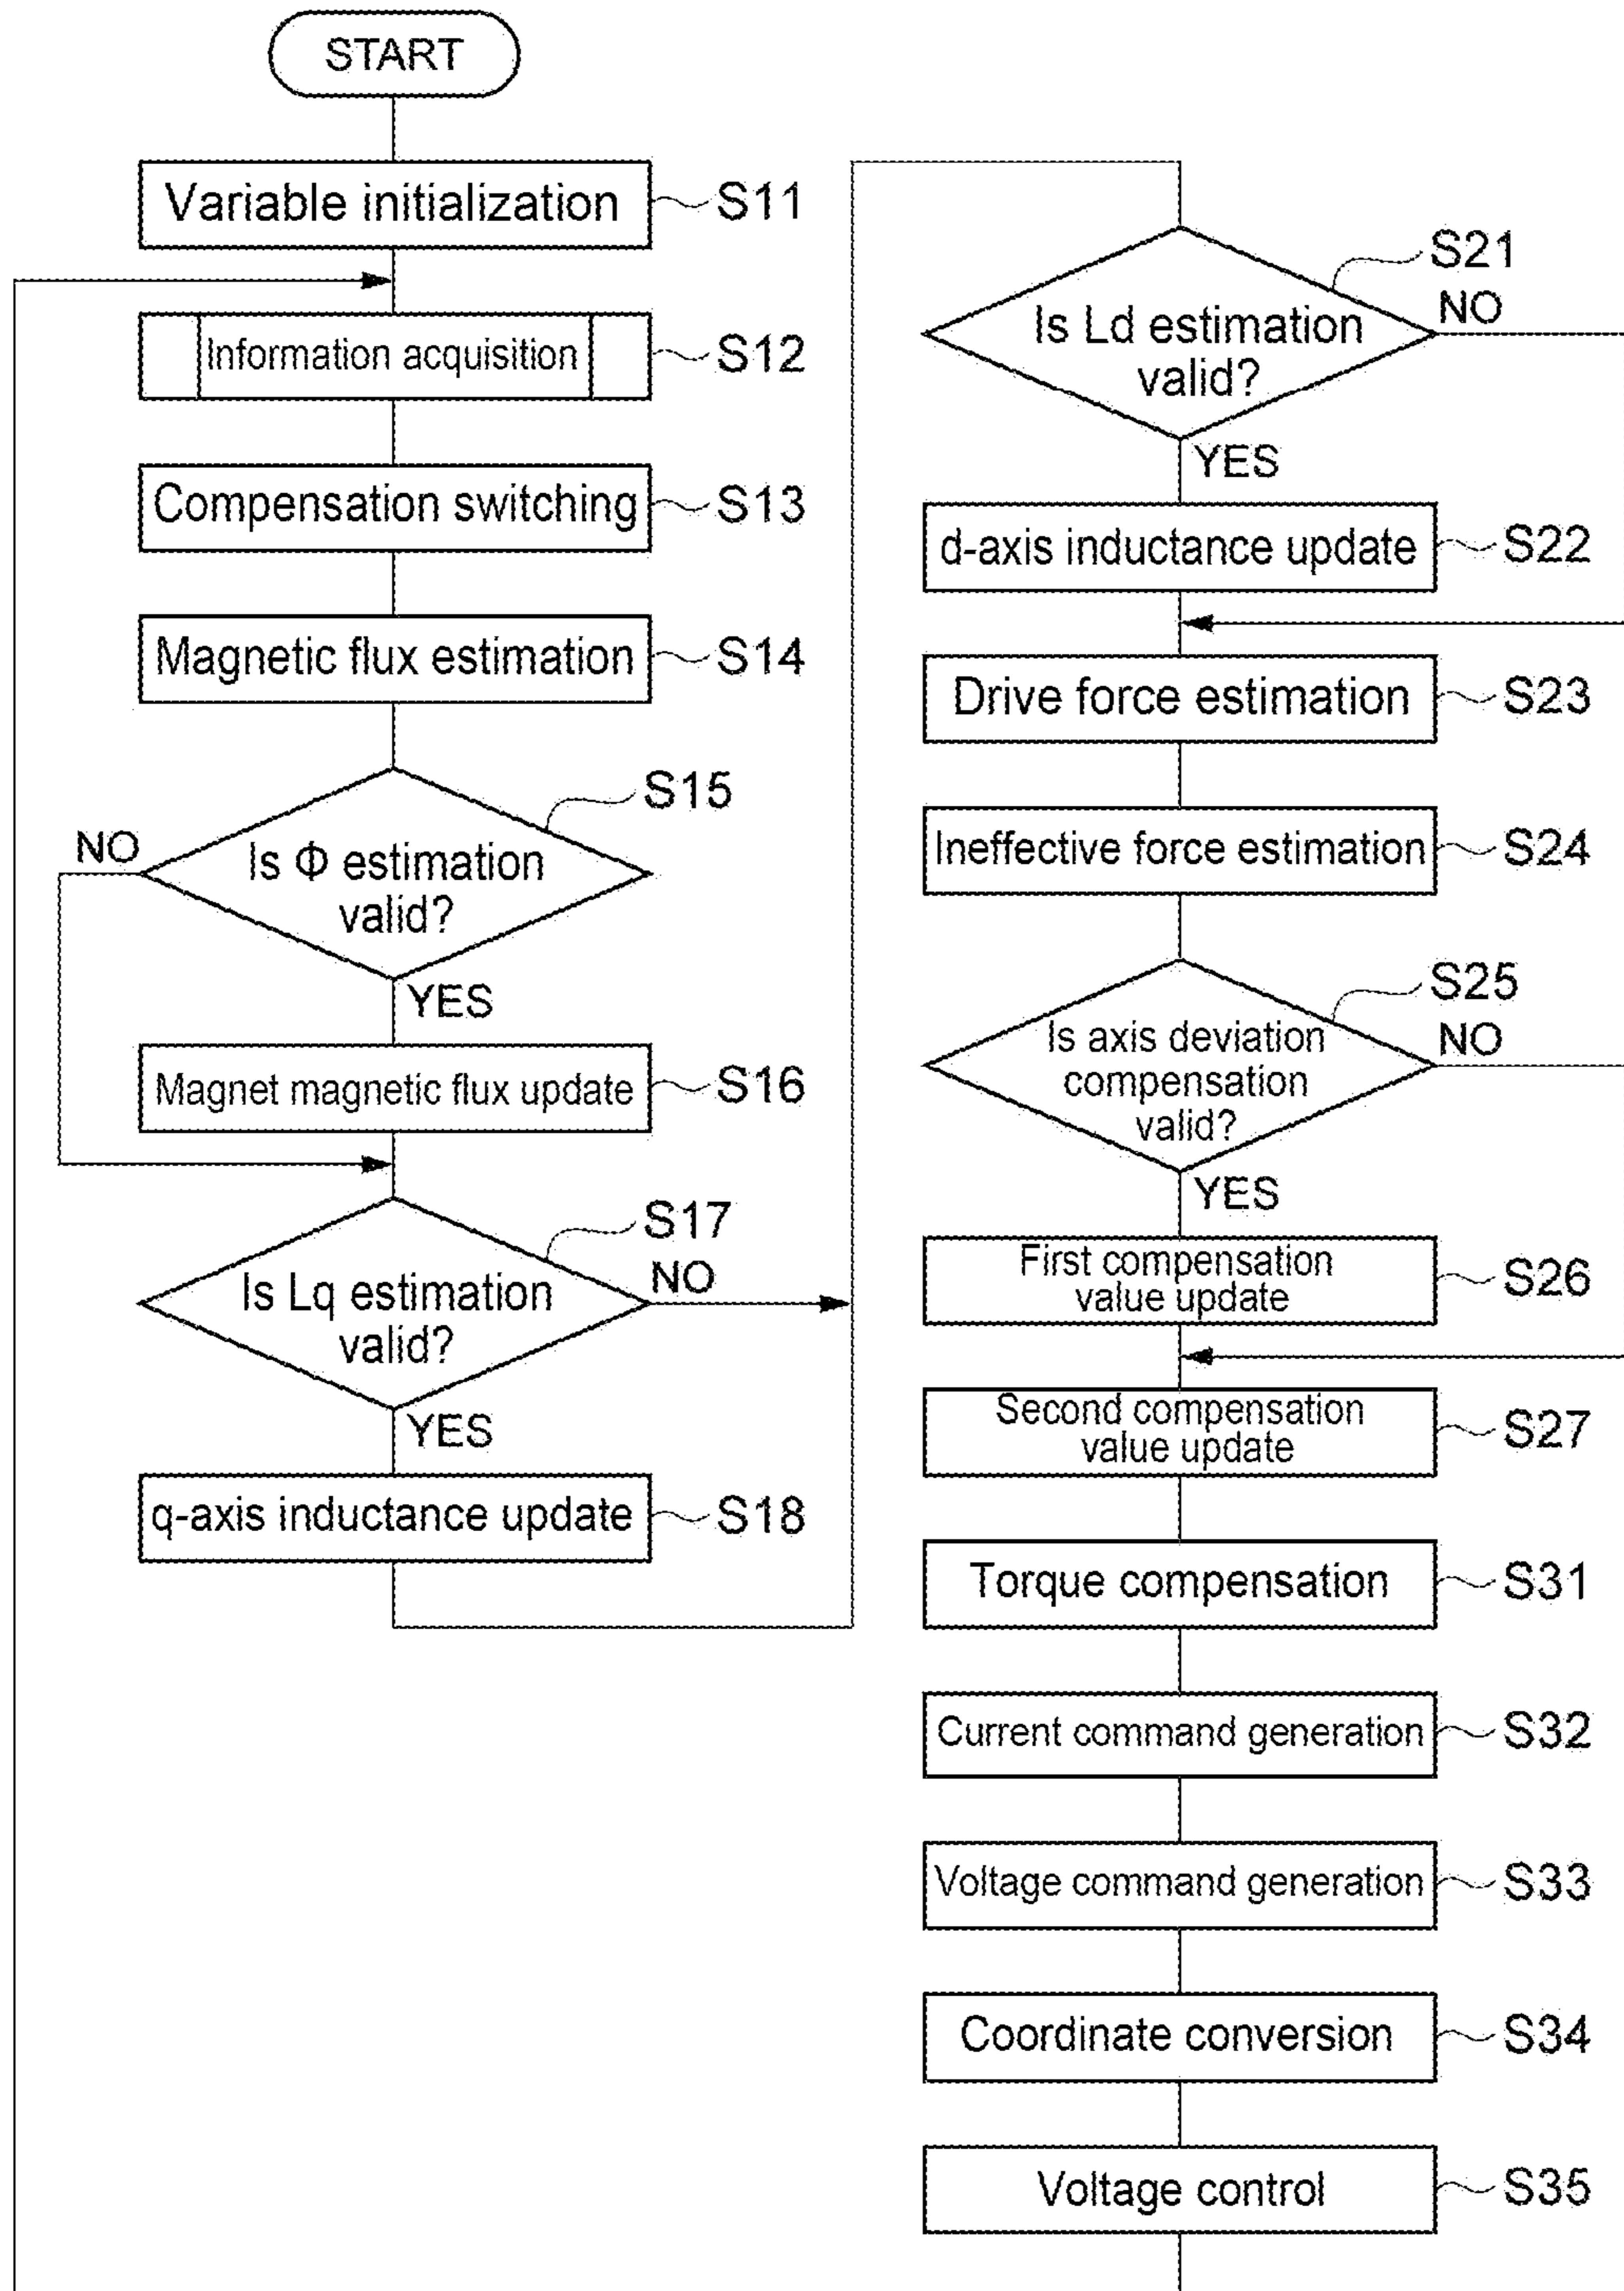 START
Variable initialization
S11
Information acquisition
S12
Compensation switching
S13
Magnetic flux estimation
S14
S15
NO
Is Φ estimation
valid?
YES
Magnet magnetic flux update
S16
S17
NO
Is Lq estimation
valid?
YES
q-axis inductance update
S18
S21
NO
Is Ld estimation
valid?
YES
d-axis inductance update
S22
Drive force estimation
S23
Ineffective force estimation
S24
S25
NO
Is axis deviation
compensation
valid?
YES
First compensation
value update
S26
Second compensation
value update
S27
Torque compensation
S31
Current command generation
S32
Voltage command generation
S33
Coordinate conversion
S34
Voltage control
S35